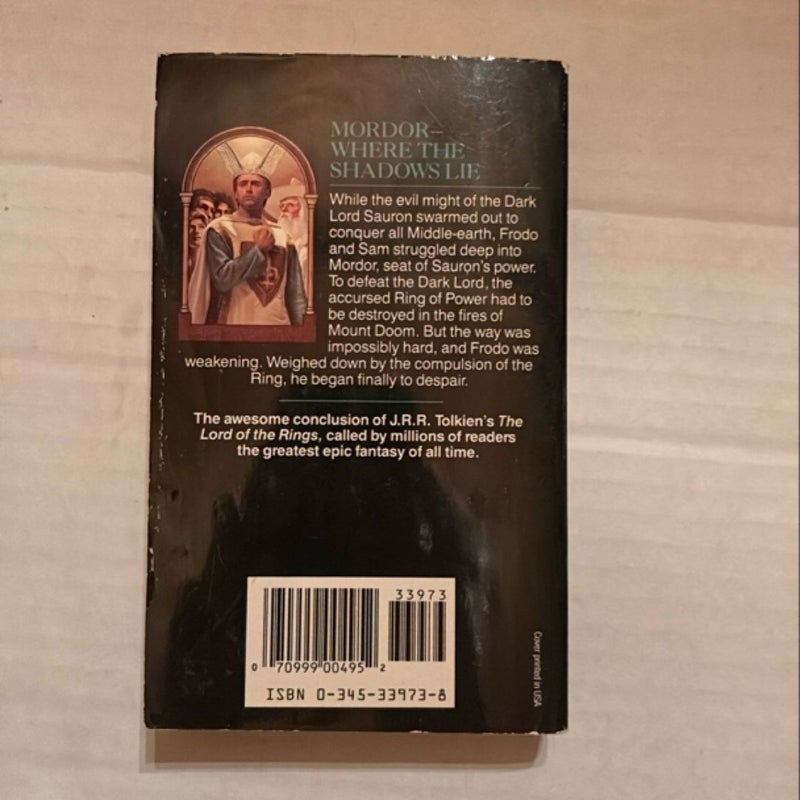 MORDOR–
WHERE THE
SHADOWS LIE
While the evil might of the Dark
Lord Sauron swarmed out to
conquer all Middle-earth, Frodo
and Sam struggled deep into
Mordor, seat of Sauron's power.
To defeat the Dark Lord, the
accursed Ring of Power had to
be destroyed in the fires of
Mount Doom. But the way was
impossibly hard, and Frodo was
weakening. Weighed down by the compulsion of the
Ring, he began finally to despair.
The awesome conclusion of J.R.R. Tolkien's The
Lord of the Rings, called by millions of readers
the greatest epic fantasy of all time.
33973
0 70999 00495 2
ISBN 0-345-33973-8
Cover printed in USA